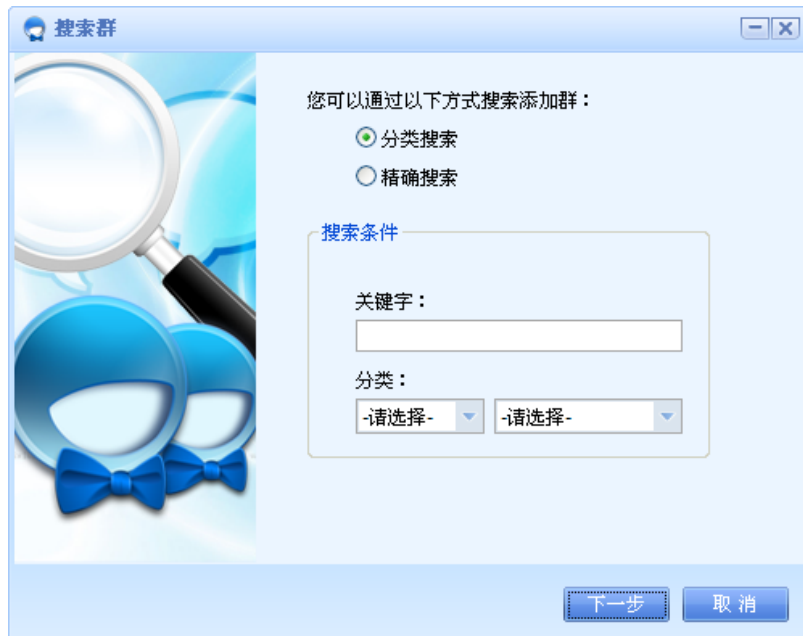 搜索群
您可以通过以下方式搜索添加群：
分类搜索
精确搜索
搜索条件
关键字：
分类：
-请选择- -请选择-
下一步 取 消